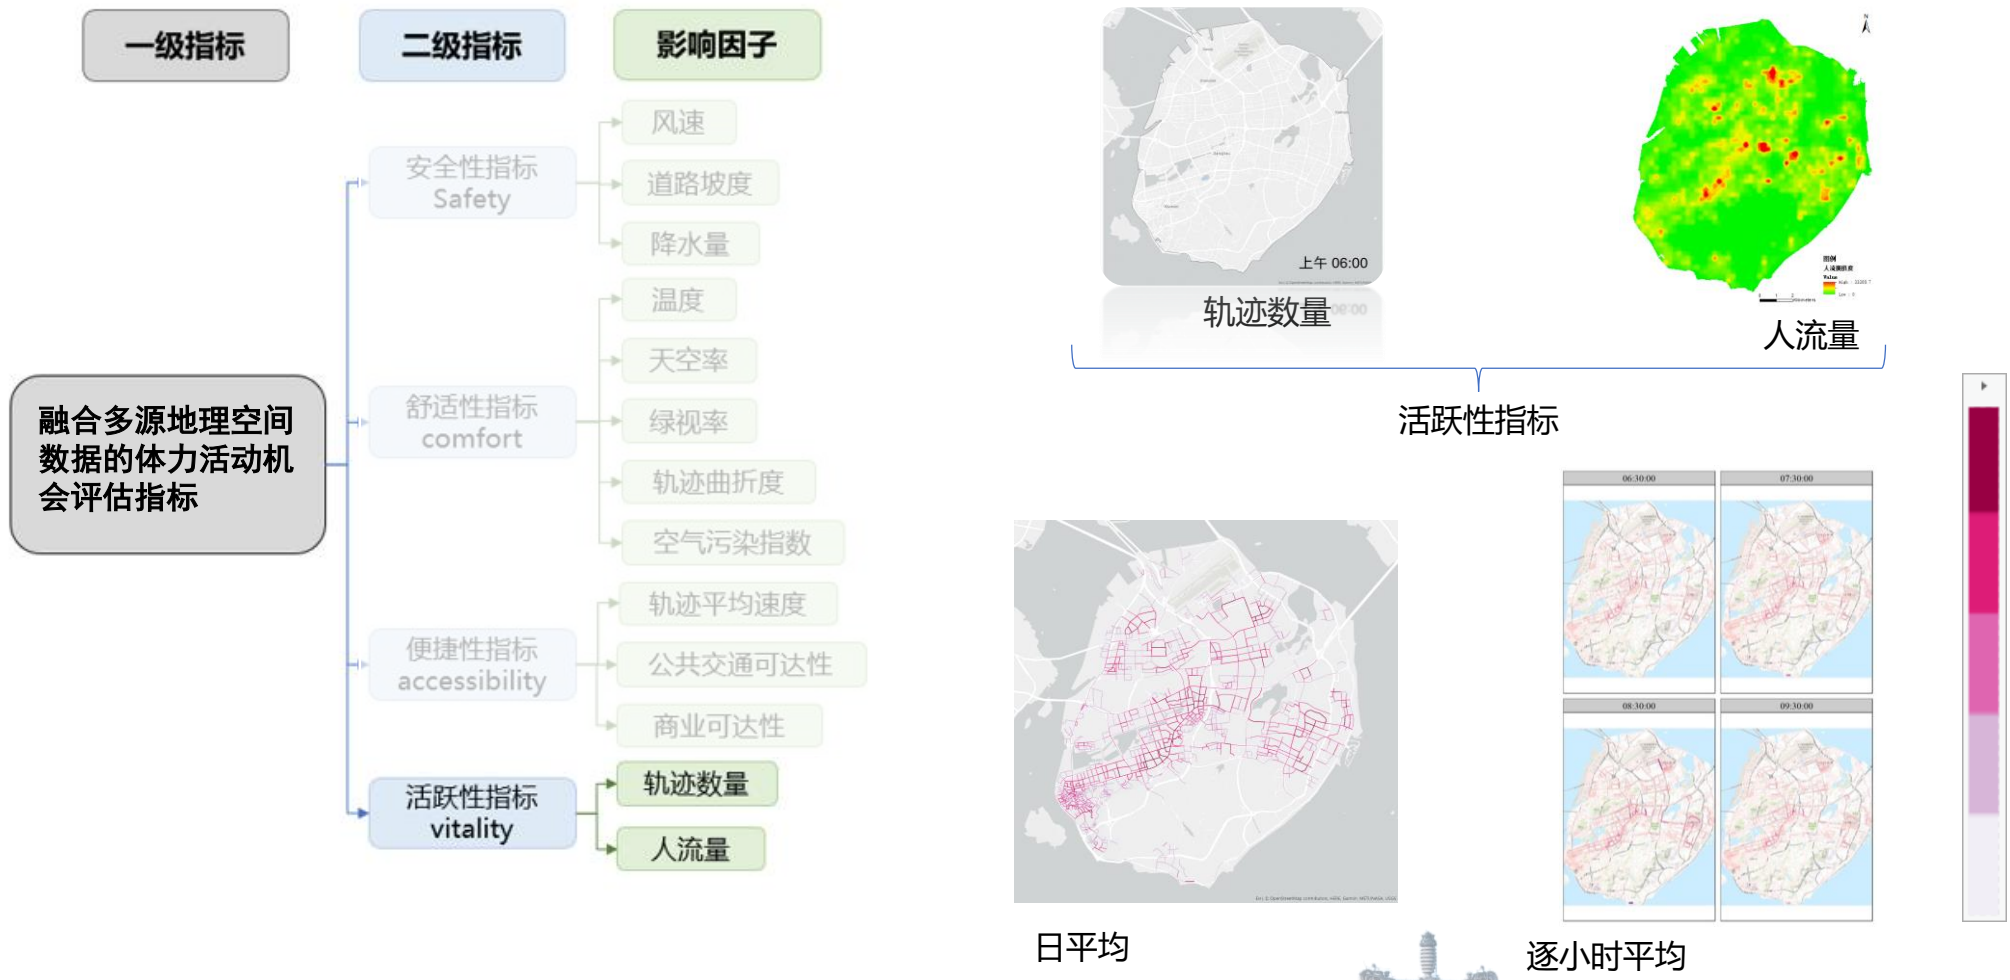 一级指标
二级指标
影响因子
安全性指标
Safety
风速
道路坡度
降水量
舒适性指标
comfort
温度
天空率
绿视率
轨迹曲折度
空气污染指数
融合多源地理空间
数据的体力活动机
会评估指标
便捷性指标
accessibility
轨迹平均速度
公共交通可达性
商业可达性
活跃性指标
vitality
轨迹数量
人流量
上午 06:00
轨迹数量
N
图例
Value
人流量
活跃性指标
06:30:00
07:30:00
08:30:00
09:30:00
日平均
逐小时平均